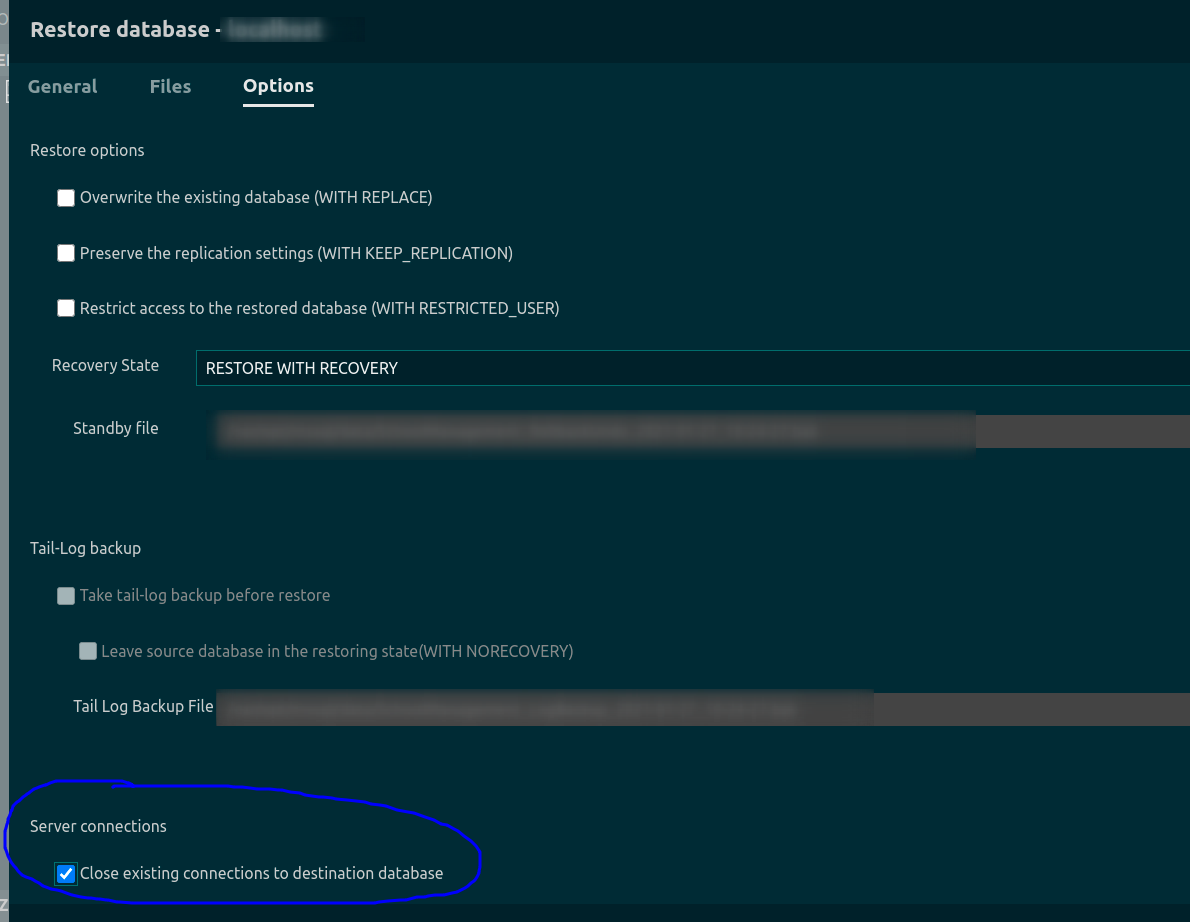 Restore database -
General Files Options
Restore options
Overwrite the existing database (WITH REPLACE)
Preserve the replication settings (WITH KEEP_REPLICATION)
Restrict access to the restored database (WITH RESTRICTED_USER)
Recovery State RESTORE WITH RECOVERY
Standby file
Tail-Log backup
Take tail-log backup before restore
Leave source database in the restoring state(WITH NORECOVERY)
Tail Log Backup File
Server connections
Close existing connections to destination database